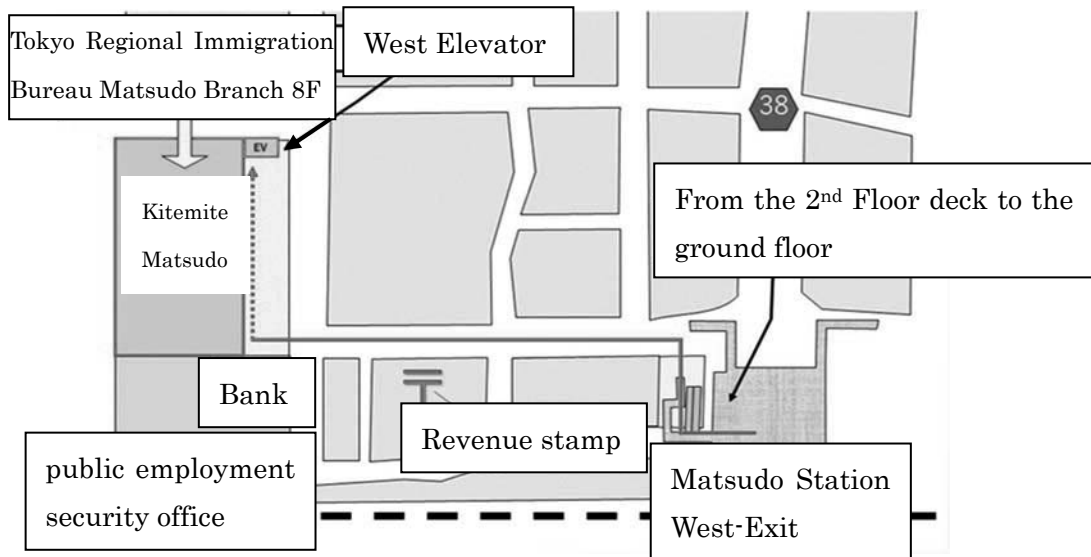 Tokyo Regional Immigration
Bureau Matsudo Branch 8F
West Elevator
38
EV
Kitemite
Matsudo
From the 2nd Floor deck to the
ground floor
Bank
Revenue stamp
public employment
security office
Matsudo Station
West-Exit